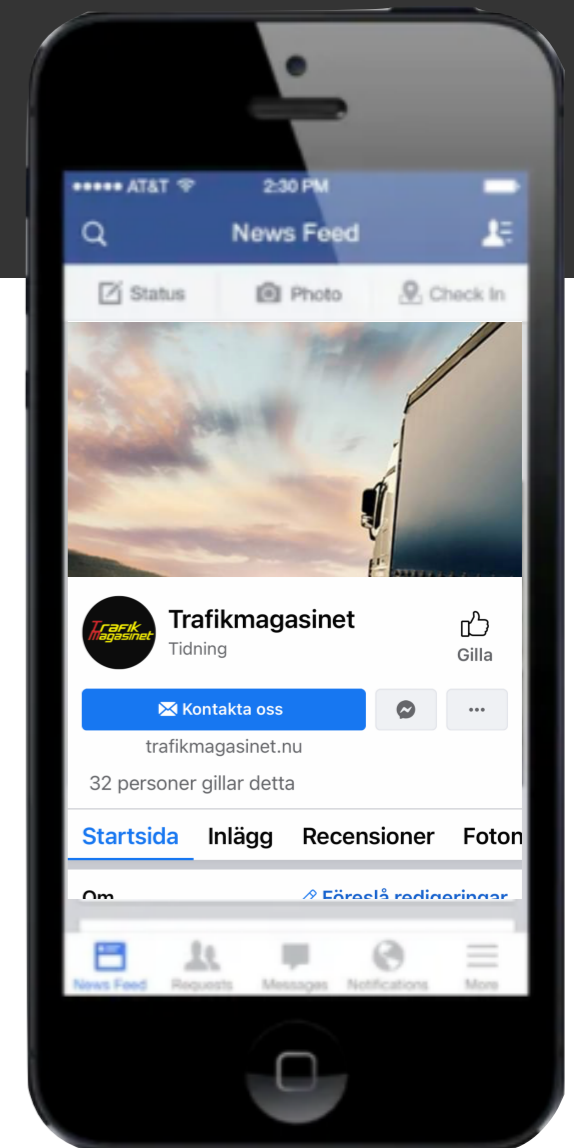 AT&T 2:30 PM
News Feed
Status Photo Check In
Trafik
magasinet
Trafikmagasinet
Tidning
Gilla
Kontakta oss
trafikmagasinet.nu
32 personer gillar detta
Startsida Inlägg Recensioner Foton
Om Föreslå redigeringar
News Feed Requests Messages Notifications More